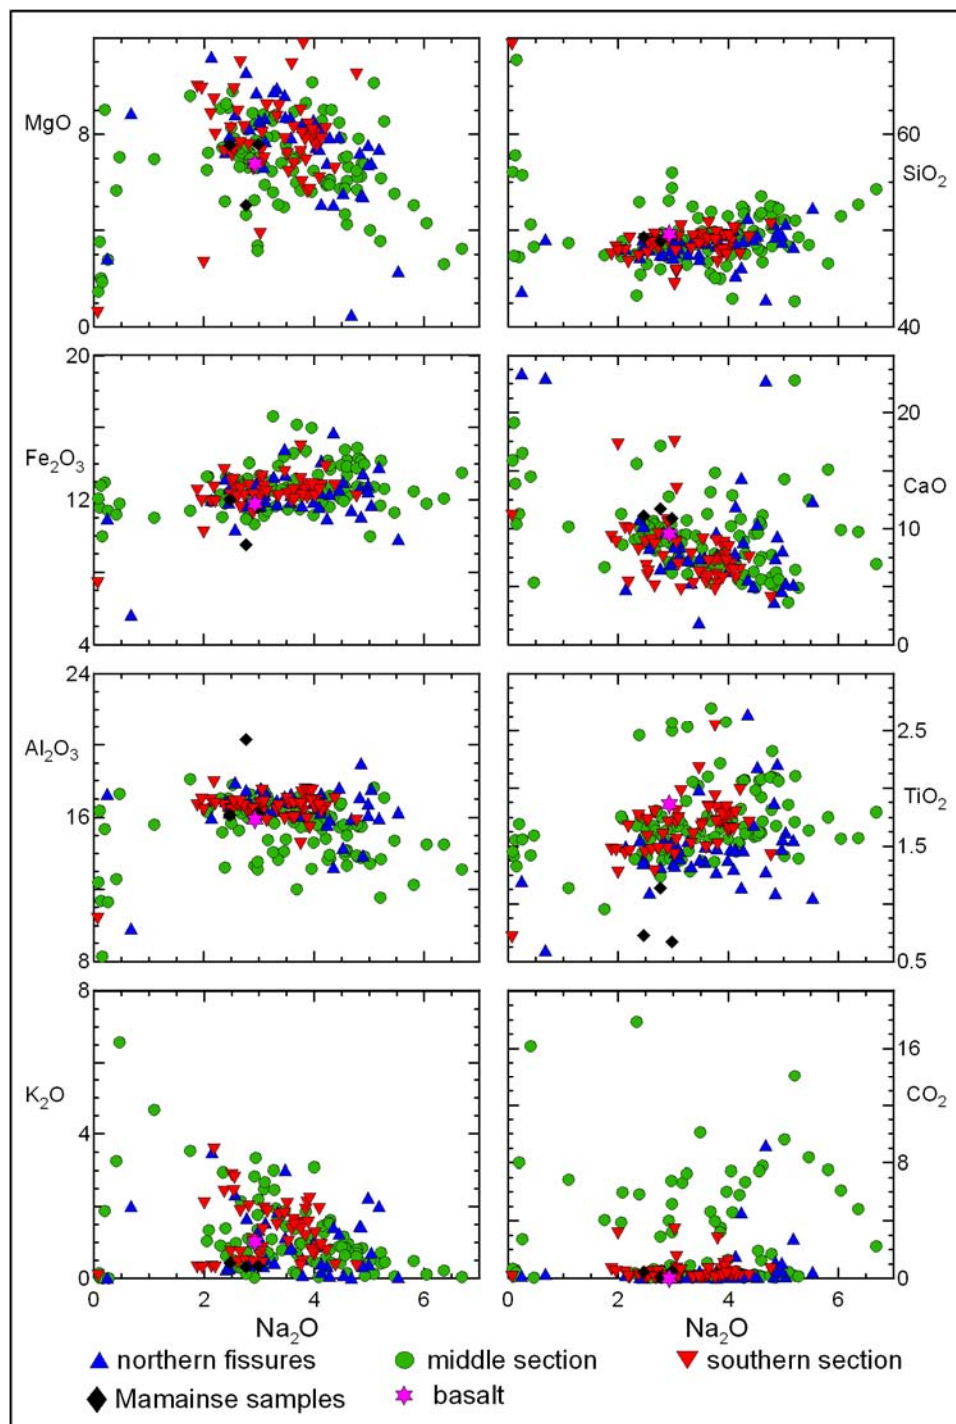 MgO
8
0
60
SiO₂
40
20
Fe₂O₃
12
4
20
CaO
10
0
24
Al₂O₃
16
8
2.5
TiO₂
1.5
0.5
8
K₂O
4
0
16
CO₂
8
0
0 2 4 6
0 2 4 6
Na₂O Na₂O
northern fissures middle section southern section
Mamainse samples basalt